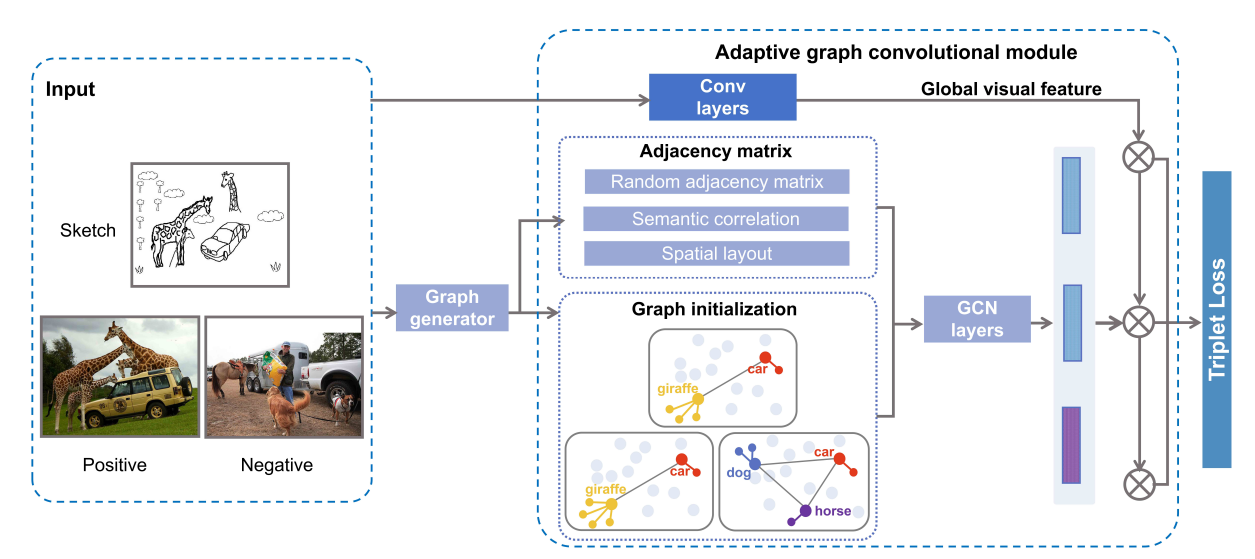 Adaptive graph convolutional module
Input
Conv
layers
Global visual feature
Adjacency matrix
Random adjacency matrix
Semantic correlation
Spatial layout
Sketch
Graph
generator
Graph initialization
car
giraffe
GCN
layers
Triplet Loss
car
giraffe
car
dog
horse
Positive
Negative